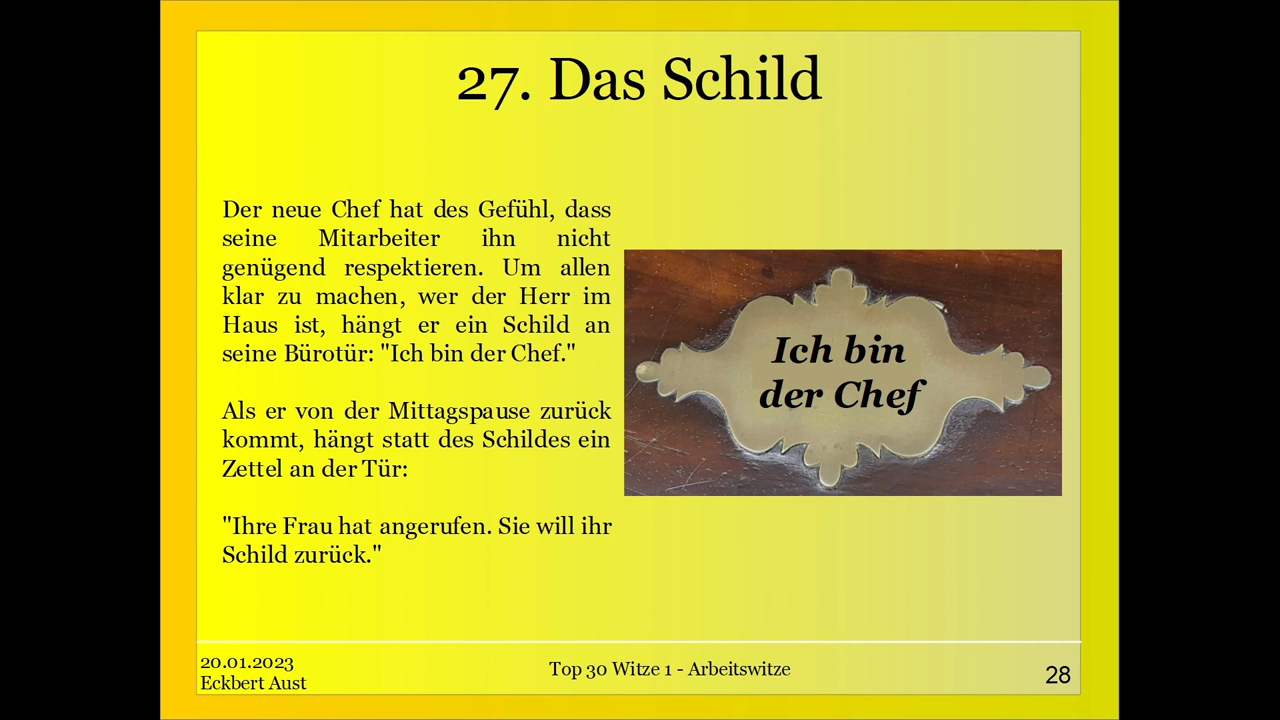 27. Das Schild
Der neue Chef hat des Gefühl, dass
seine Mitarbeiter ihn nicht
genügend respektieren. Um allen
klar zu machen, wer der Herr im
Haus ist, hängt er ein Schild an
seine Bürotür: "Ich bin der Chef."
Als er von der Mittagspause zurück
kommt, hängt statt des Schildes ein
Zettel an der Tür:
"Ihre Frau hat angerufen. Sie will ihr
Schild zurück."
Ich bin
der Chef
20.01.2023
Eckbert Aust
Top 30 Witze 1 - Arbeitswitze
28